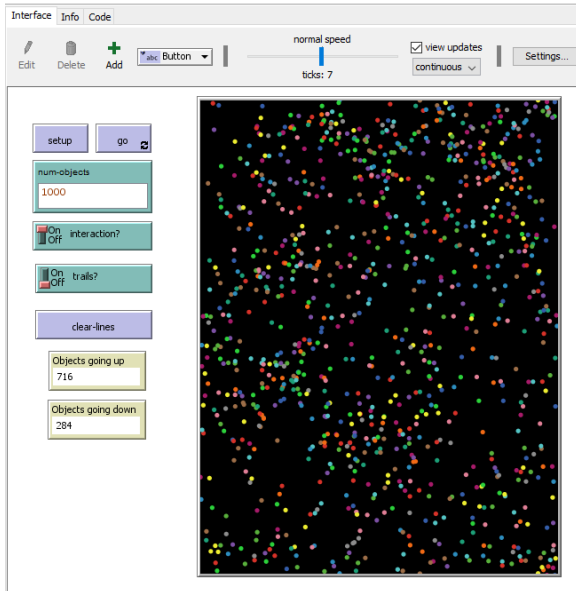 Interface Info Code
normal speed
view updates
Edit Delete Add abc Button continuous Settings...
ticks: 7
setup go
num-objects
1000
On
Off interaction?
On
Off trails?
clear-lines
Objects going up
716
Objects going down
284